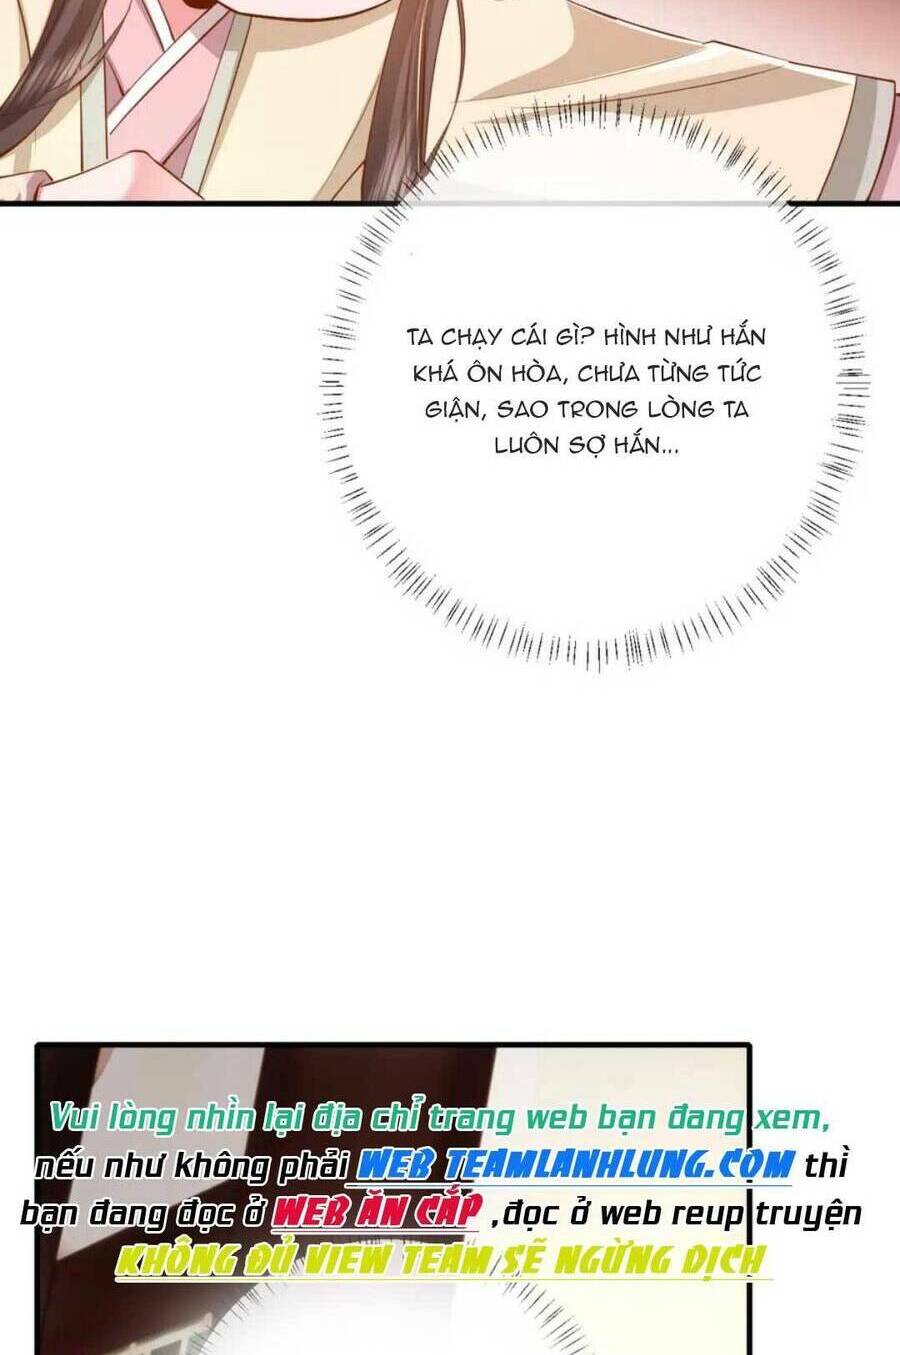 TA CHẠY CÁI GÌ? HÌNH NHƯ HẮN
KHÁ ÔN HÒA, CHƯA TỪNG TỨC
GIẬN, SAO TRONG LÒNG TA
LUÔN SỢ HẮN...
Vui lòng nhìn lại địa chỉ trang web bạn đang xem,
nếu như không phải WEB TEAMLANHLUNG.COM thì
bạn đang đọc ở WEB ĂN CẮP ,đọc ở web reup truyện
KHÔNG ĐỦ VIEW TEAM SẼ NGỪNG DỊCH